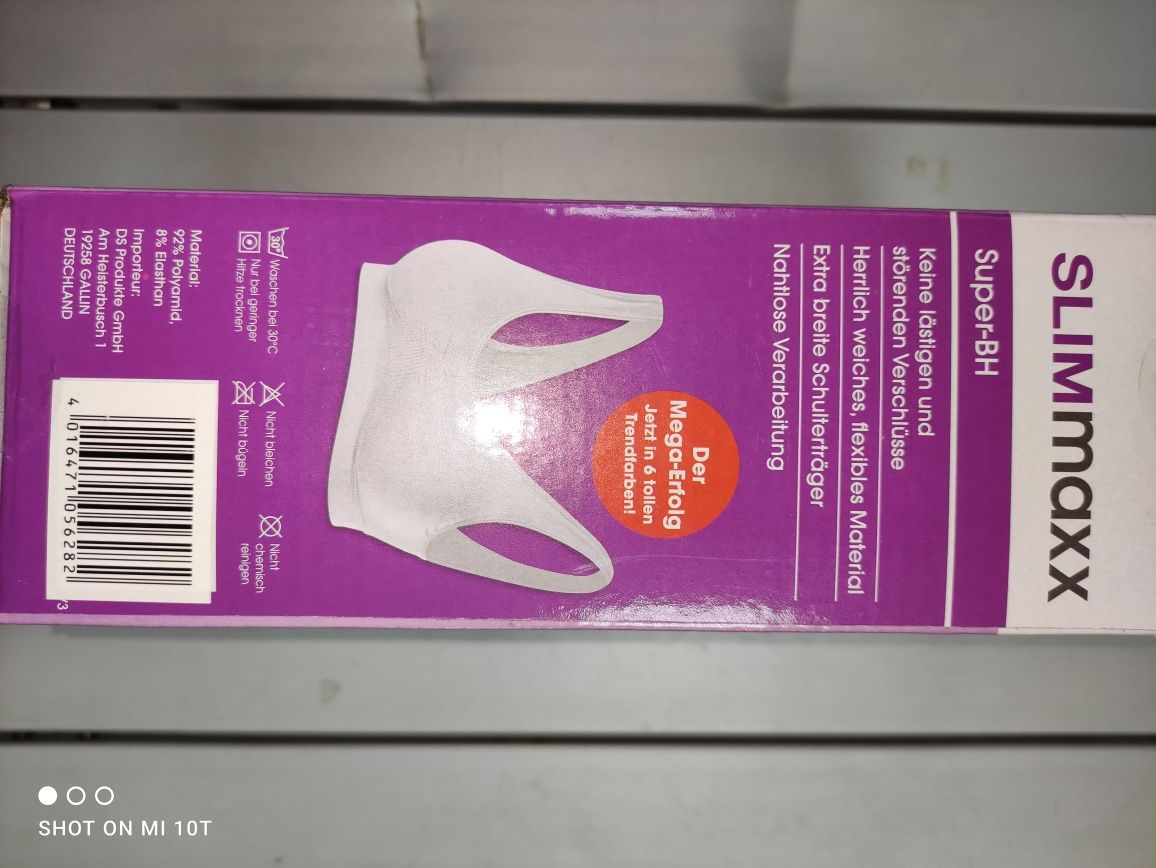 SLIMmaxx
Super-BH
Keine lästigen und
störenden Verschlüsse
Herrlich weiches, flexibles Material
Extra breite Schulterträger
Nahtlose Verarbeitung
Der
Mega-Erfolg
Jetzt in 6 tollen
Trendfarben!
30° Waschen bei 30°C
Nur bei geringer
Hitze trocknen
Nicht bleichen
Nicht bügeln
Nicht
chemisch
reinigen
Material:
92% Polyamid,
8% Elasthan
Importeur:
DS Produkte GmbH
Am Heisterbusch 1
19258 GALLIN
DEUTSCHLAND
4 016471 056282
SHOT ON MI 10T